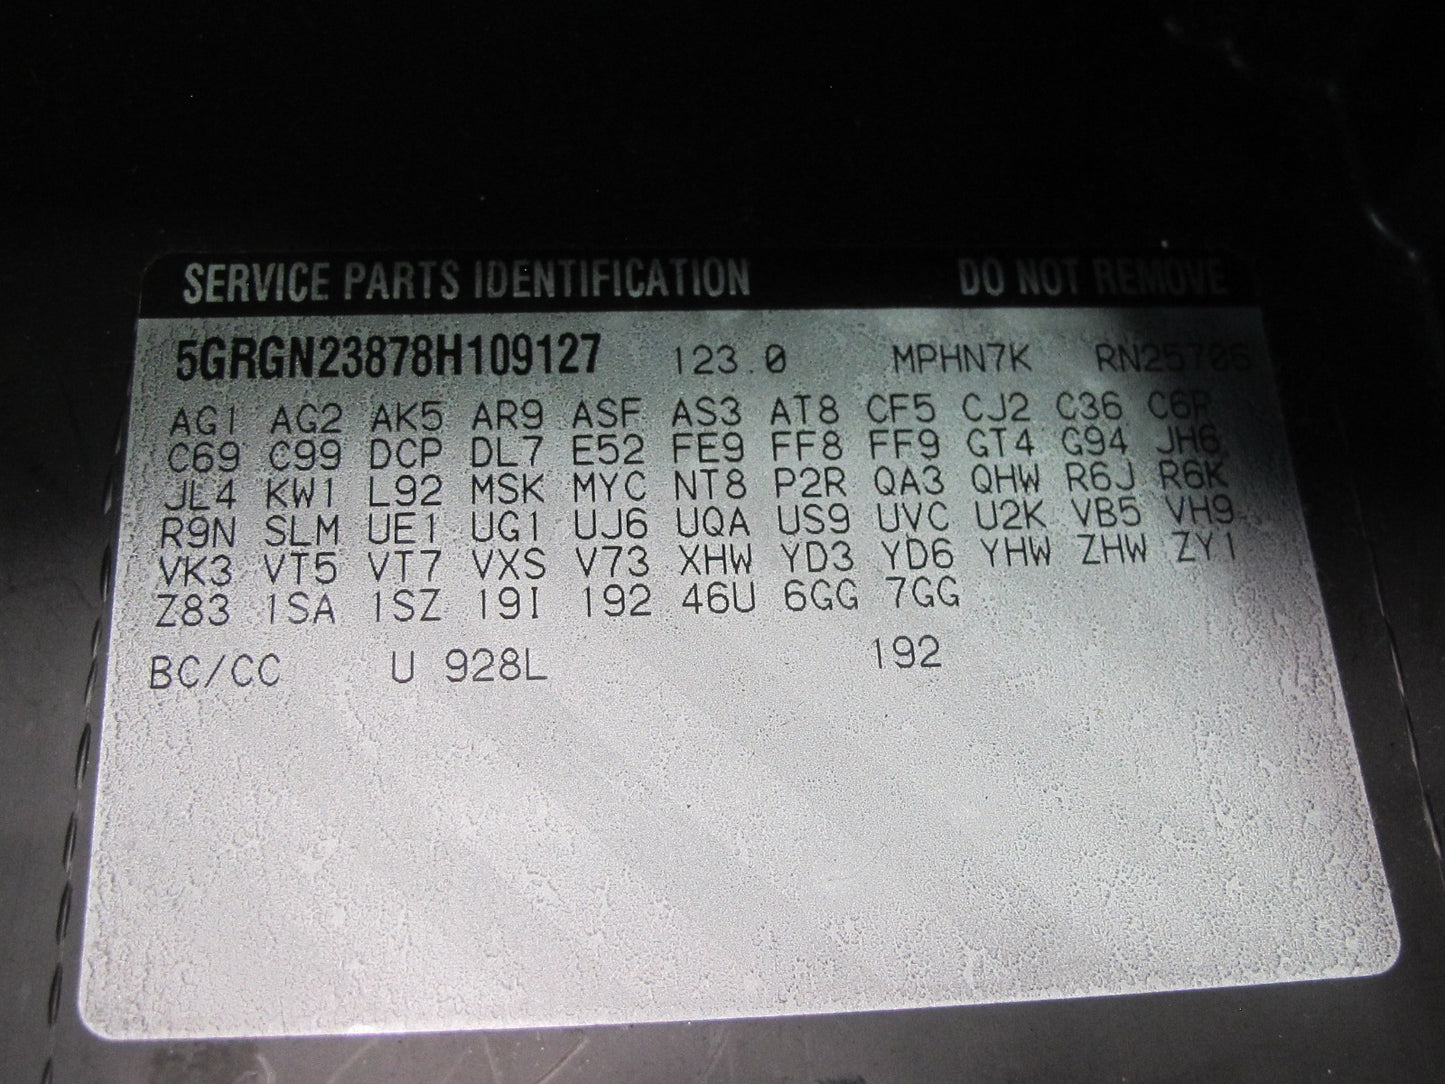 SERVICE PARTS IDENTIFICATION DO NOT REMOVE
5GRGN23878H109127 123.0 MPHN7K RN25706
AG1 AG2 AK5 AR9 ASF AS3 AT8 CF5 CJ2 C36 C6P
C69 C99 DCP DL7 E52 FE9 FF8 FF9 GT4 G94 JH6
JL4 KW1 L92 MSK MYC NT8 P2R QA3 QHW R6J R6K
R9N SLM UE1 UG1 UJ6 UQA US9 UVC U2K VB5 VH9
VK3 VT5 VT7 VXS V73 XHW YD3 YD6 YHW ZHW ZY1
Z83 1SA 1SZ 19I 192 46U 6GG 7GG
BC/CC U 928L 192